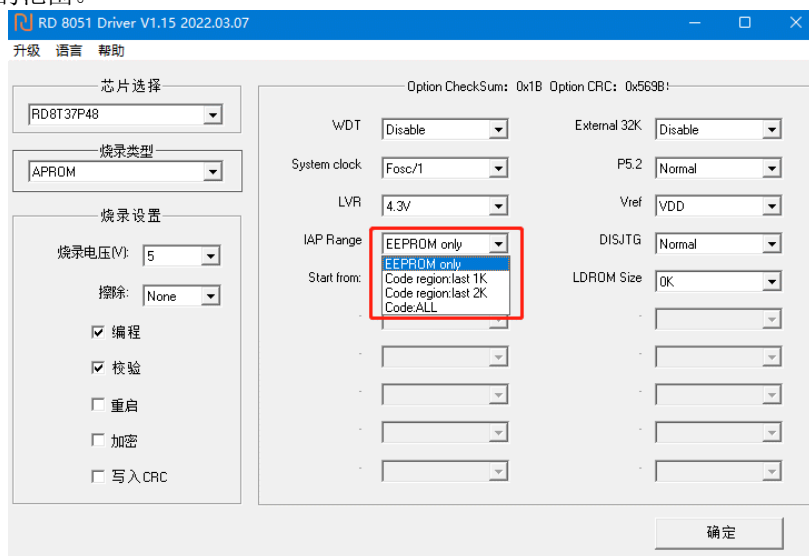 RD 8051 Driver V1.15 2022.03.07
升级 语言 帮助
芯片选择
RD8T37P48
烧录类型
APROM
烧录设置
烧录电压(V): 5
擦除: None
编程
校验
重启
加密
写入CRC
Option CheckSum: 0x1B Option CRC: 0x569B!
WDT Disable
External 32K Disable
System clock Fosc/1
P5.2 Normal
LVR 4.3V
Vref VDD
IAP Range EEPROM only
DISJTG Normal
EEPROM only
Code region:last 1K
Code region:last 2K
Code:ALL
Start from:
LDROM Size 0K
确定